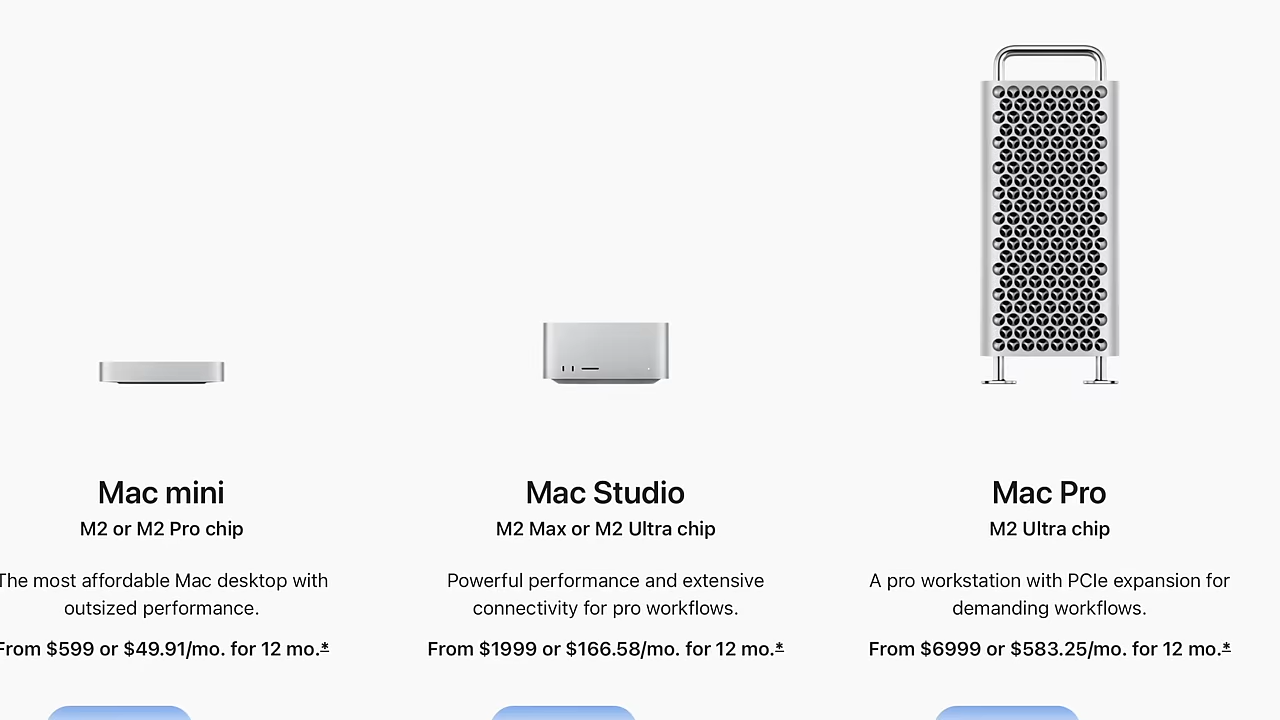 Mac mini
M2 or M2 Pro chip
The most affordable Mac desktop with
outsized performance.
From $599 or $49.91/mo. for 12 mo.*
Mac Studio
M2 Max or M2 Ultra chip
Powerful performance and extensive
connectivity for pro workflows.
From $1999 or $166.58/mo. for 12 mo.*
Mac Pro
M2 Ultra chip
A pro workstation with PCIe expansion for
demanding workflows.
From $6999 or $583.25/mo. for 12 mo.*